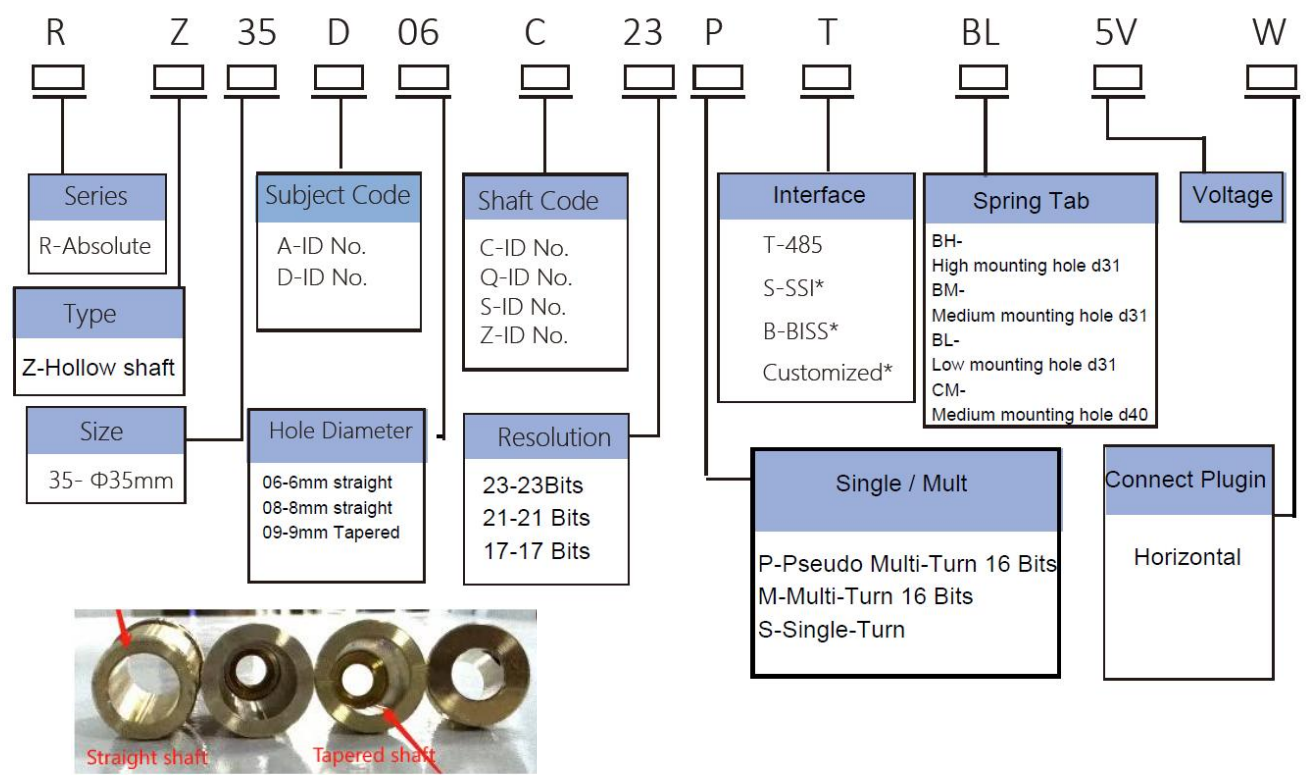 R Z 35 D 06 C 23 P T BL 5V W
Series
R-Absolute
Type
Z-Hollow shaft
Size
35- Φ35mm
Subject Code
A-ID No.
D-ID No.
Hole Diameter
06-6mm straight
08-8mm straight
09-9mm Tapered
Shaft Code
C-ID No.
Q-ID No.
S-ID No.
Z-ID No.
Resolution
23-23Bits
21-21 Bits
17-17 Bits
Interface
T-485
S-SSI*
B-BISS*
Customized*
Spring Tab
BH-
High mounting hole d31
BM-
Medium mounting hole d31
BL-
Low mounting hole d31
CM-
Medium mounting hole d40
Voltage
Single / Mult
P-Pseudo Multi-Turn 16 Bits
M-Multi-Turn 16 Bits
S-Single-Turn
Connect Plugin
Horizontal
Straight shaft
Tapered shaft